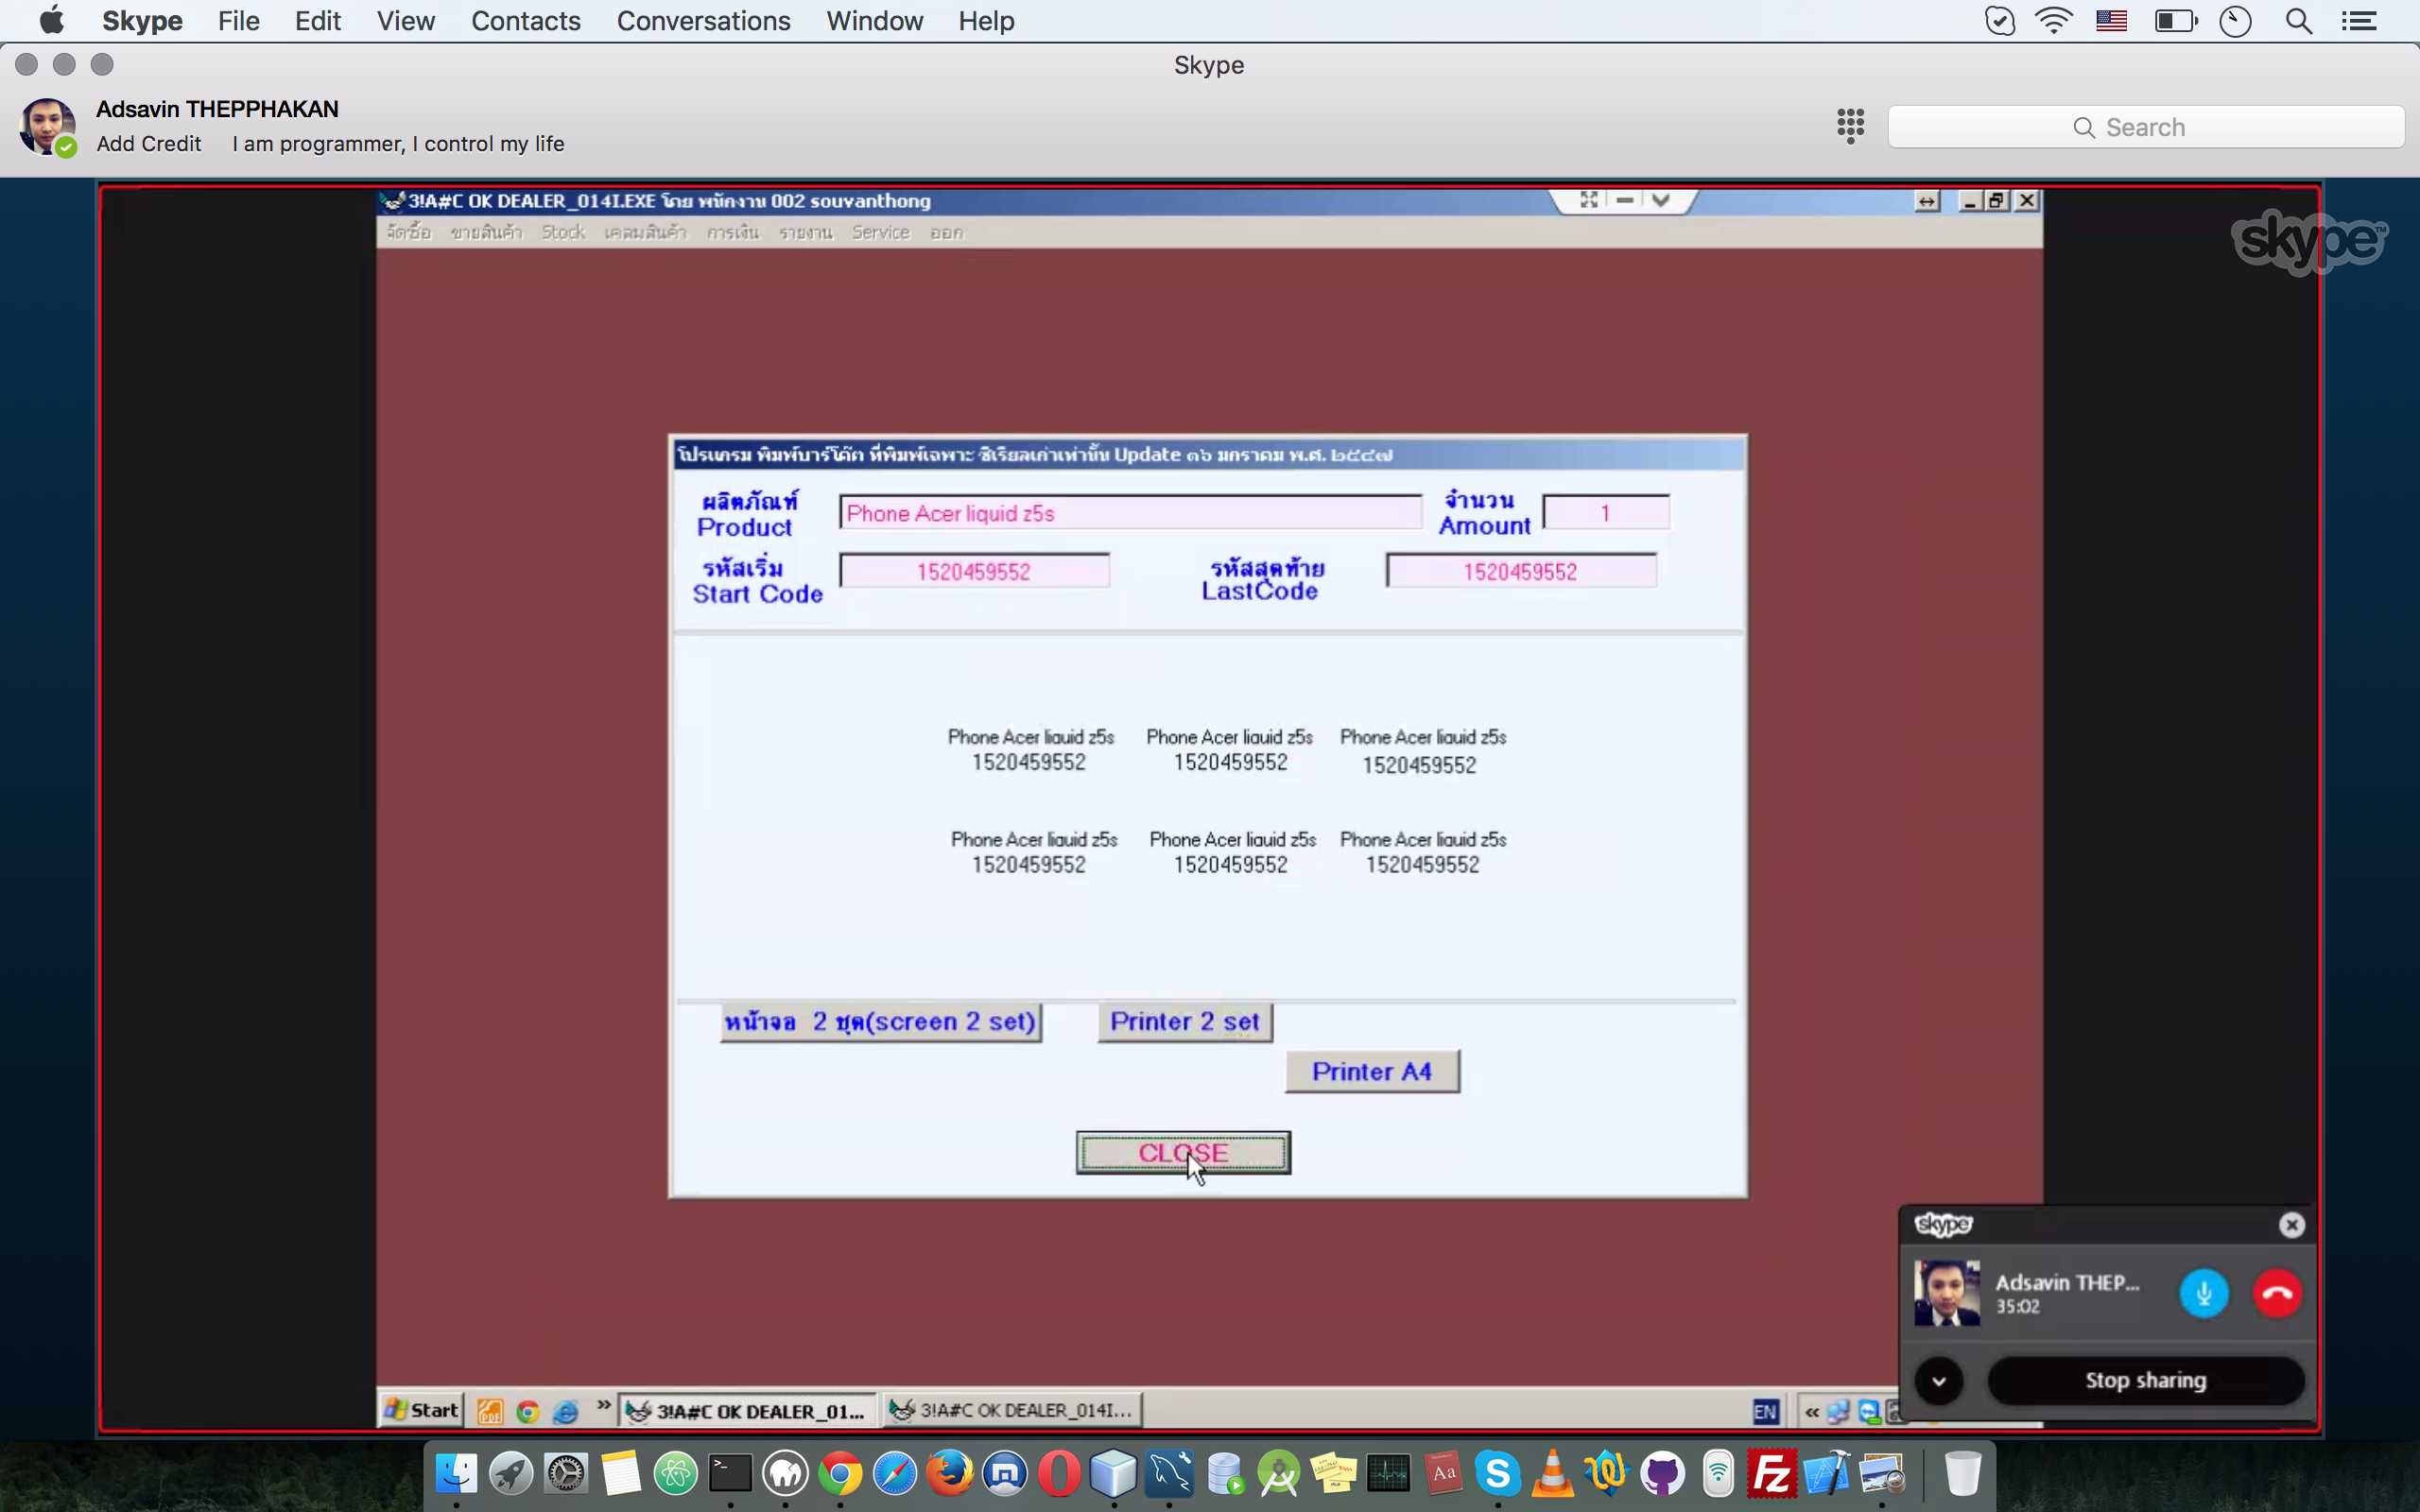 Skype File Edit View Contacts Conversations Window Help
Skype
Adsavin THEPPHAKAN
Add Credit I am programmer, I control my life
Search
3!A#C OK DEALER_014I.EXE โดย พนักงาน 002 souvanthong
จัดซื้อ ขายสินค้า Stock เคลมสินค้า การเงิน รายงาน Service ออก
skype™
โปรแกรม พิมพ์บาร์โค๊ต ที่พิมพ์เฉพาะ ซีเรียลเก่าเท่านั้น Update ๓๖ มกราคม พ.ศ. ๒๕๔๗
ผลิตภัณฑ์
Product
Phone Acer liquid z5s
จำนวน
Amount
1
รหัสเริ่ม
Start Code
1520459552
รหัสสุดท้าย
LastCode
1520459552
Phone Acer liquid z5s Phone Acer liquid z5s Phone Acer liquid z5s
1520459552 1520459552 1520459552
Phone Acer liquid z5s Phone Acer liquid z5s Phone Acer liquid z5s
1520459552 1520459552 1520459552
หน้าจอ 2 ชุด(screen 2 set) Printer 2 set
Printer A4
CLOSE
skype
Adsavin THEP...
35:02
Stop sharing
Start 3!A#C OK DEALER_01... 3!A#C OK DEALER_014I... EN